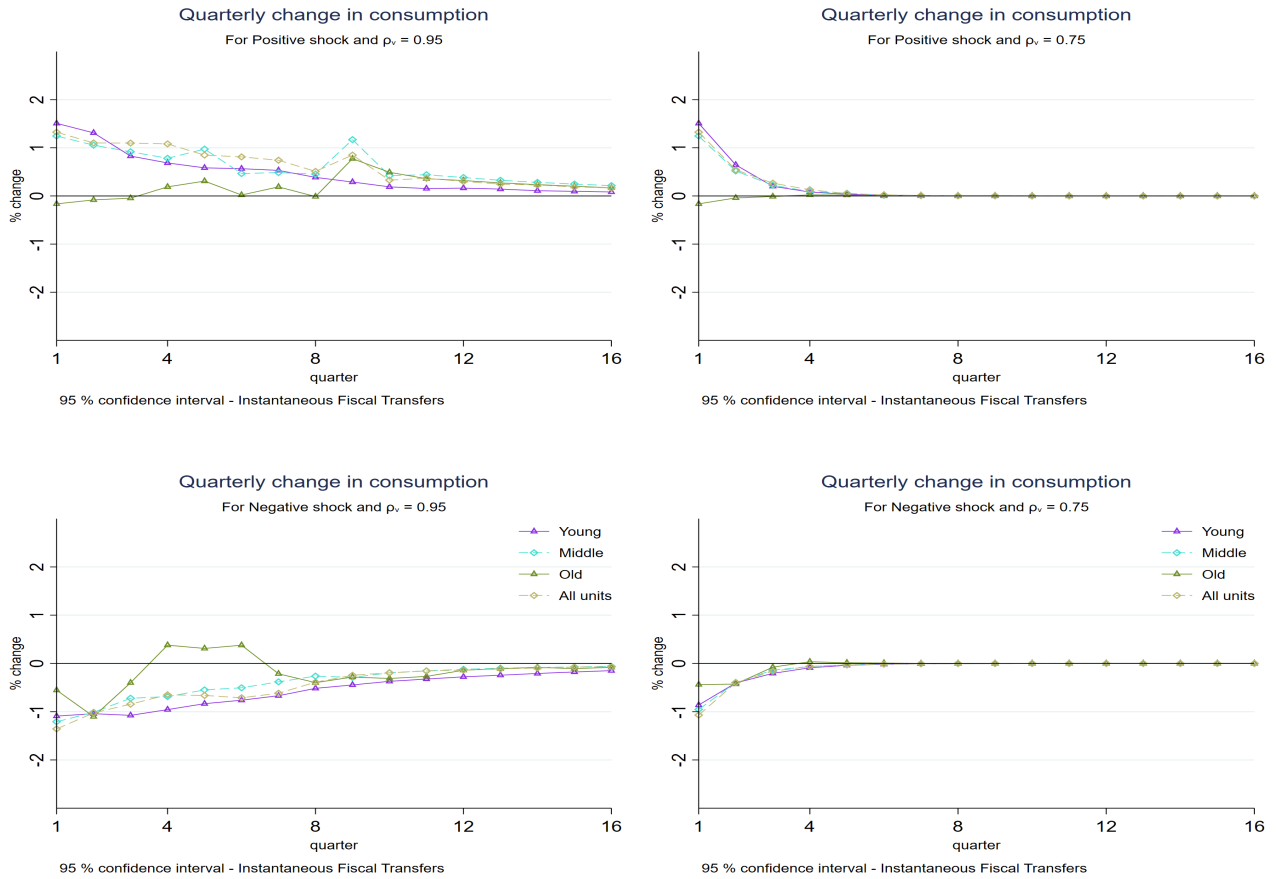 Quarterly change in consumption
For Positive shock and ρᵥ = 0.95
% change
2
1
0
-1
-2
1 4 8 12 16
quarter
95 % confidence interval - Instantaneous Fiscal Transfers
Quarterly change in consumption
For Positive shock and ρᵥ = 0.75
% change
2
1
0
-1
-2
1 4 8 12 16
quarter
95 % confidence interval - Instantaneous Fiscal Transfers
Quarterly change in consumption
For Negative shock and ρᵥ = 0.95
Young
Middle
Old
All units
% change
2
1
0
-1
-2
1 4 8 12 16
quarter
95 % confidence interval - Instantaneous Fiscal Transfers
Quarterly change in consumption
For Negative shock and ρᵥ = 0.75
Young
Middle
Old
All units
% change
2
1
0
-1
-2
1 4 8 12 16
quarter
95 % confidence interval - Instantaneous Fiscal Transfers